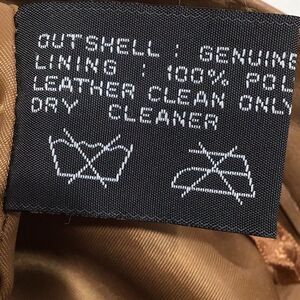 OUTSHELL : GENUINE
LINING : 100% POL
LEATHER CLEAN ONLY
DRY CLEANER